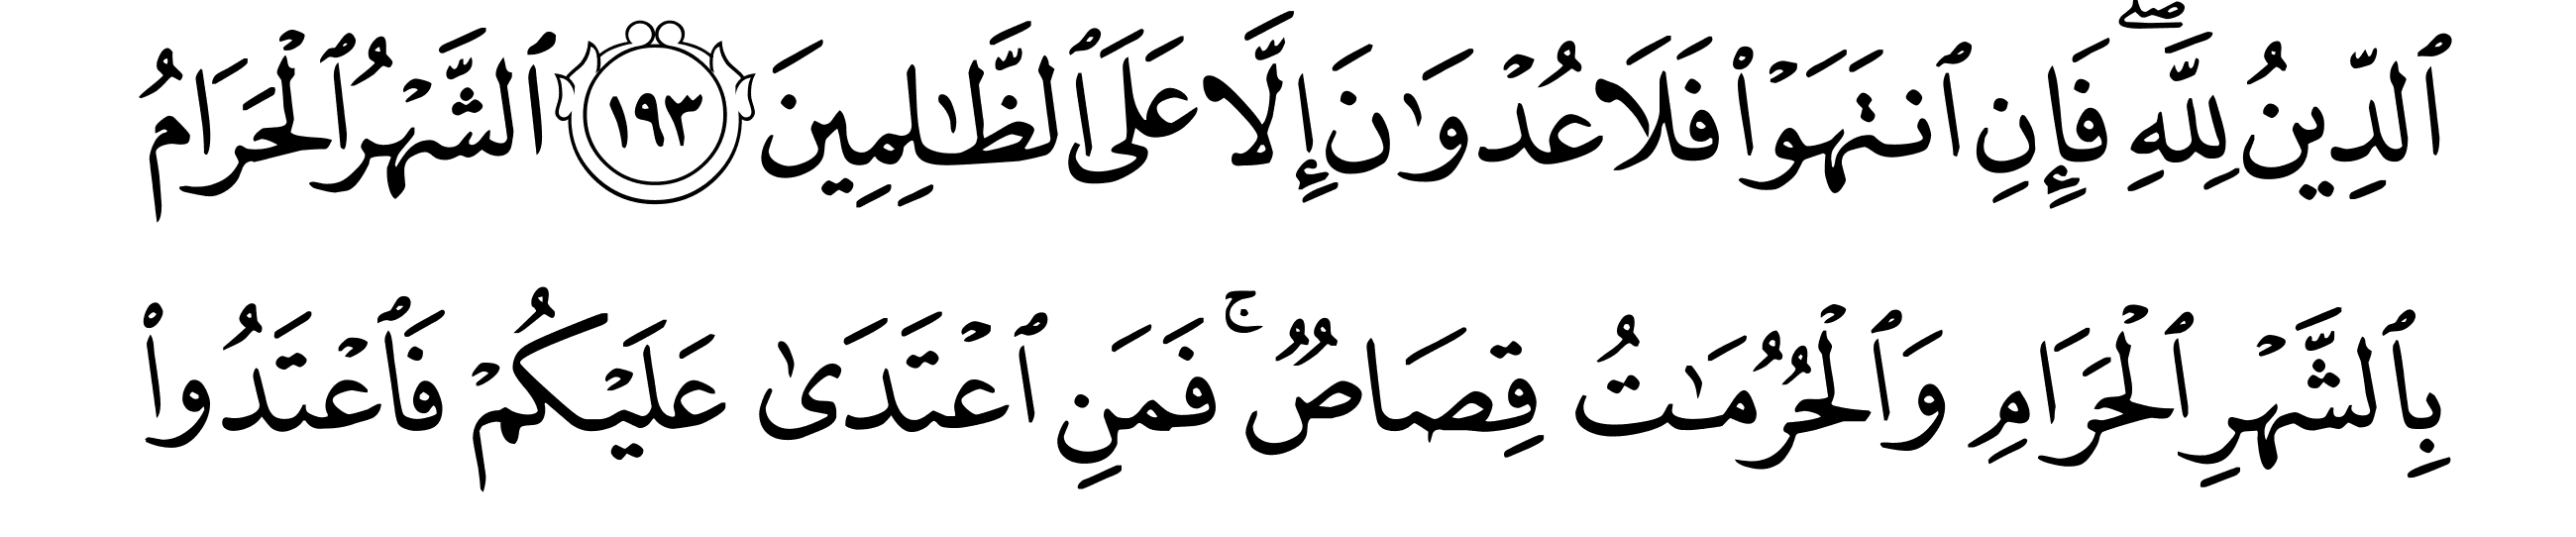 ٱلدِّينُ لِلَّهِۖ فَإِنِ ٱنتَهَوۡاْ فَلَا عُدۡوَٰنَ إِلَّا عَلَى ٱلظَّٰلِمِينَ ١٩٣ ٱلشَّهۡرُ ٱلۡحَرَامُ
بِٱلشَّهۡرِ ٱلۡحَرَامِ وَٱلۡحُرُمَٰتُ قِصَاصٞۚ فَمَنِ ٱعۡتَدَىٰ عَلَيۡكُمۡ فَٱعۡتَدُواْ